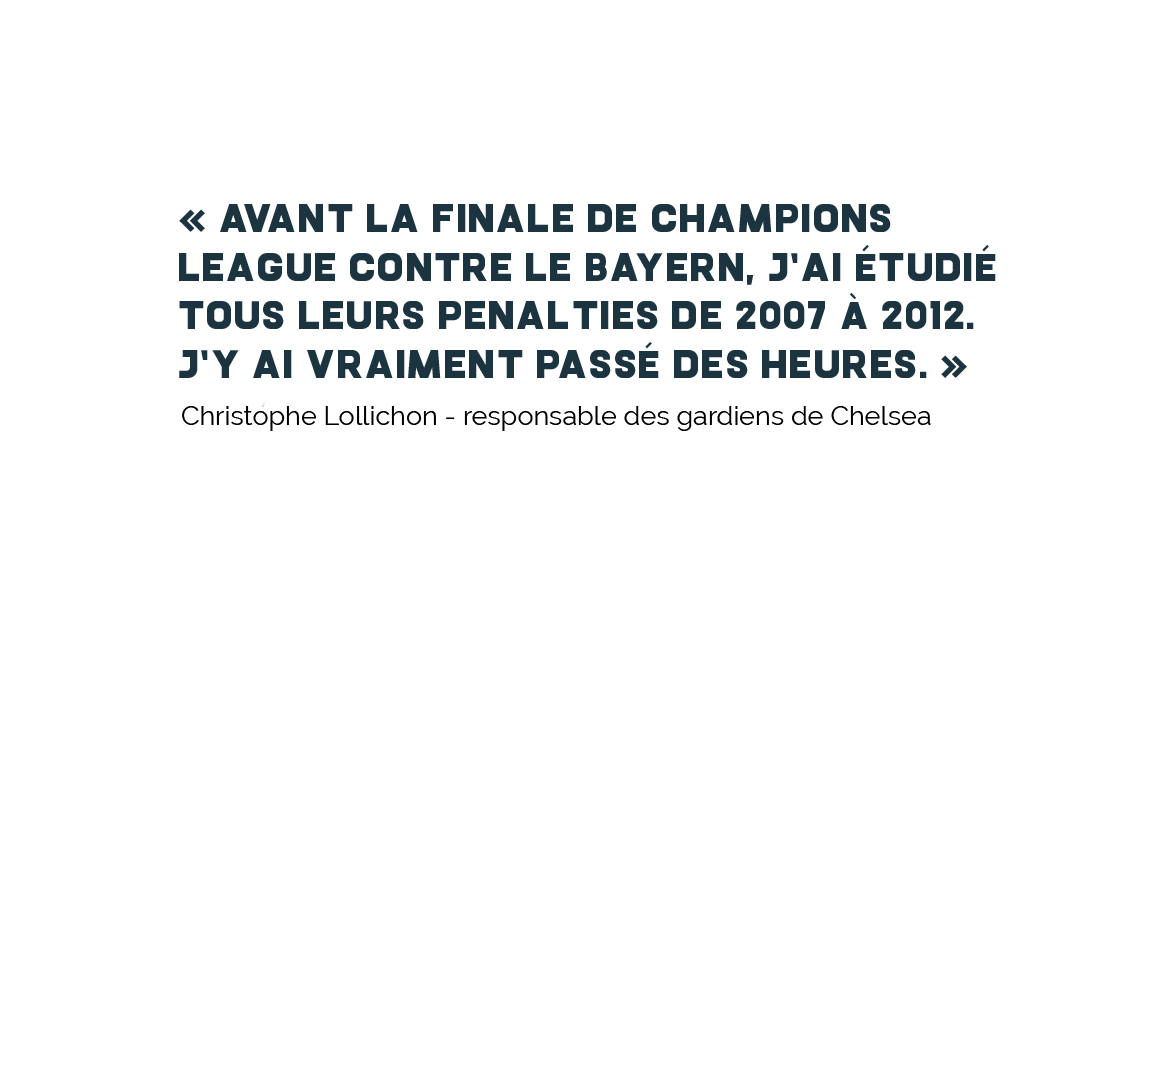 « AVANT LA FINALE DE CHAMPIONS
LEAGUE CONTRE LE BAYERN, J'AI ÉTUDIÉ
TOUS LEURS PENALTIES DE 2007 À 2012.
J'Y AI VRAIMENT PASSÉ DES HEURES. »
Christophe Lollichon - responsable des gardiens de Chelsea